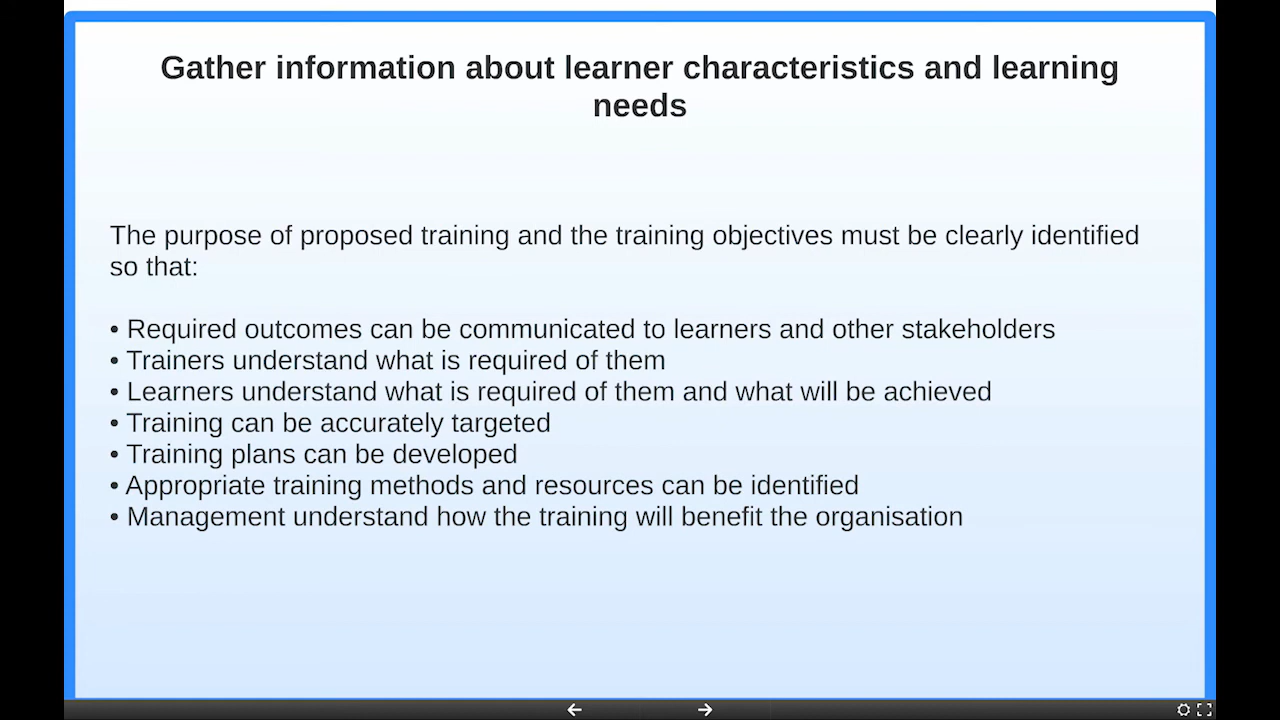 Gather information about learner characteristics and learning
needs
The purpose of proposed training and the training objectives must be clearly identified
so that:
• Required outcomes can be communicated to learners and other stakeholders
• Trainers understand what is required of them
• Learners understand what is required of them and what will be achieved
• Training can be accurately targeted
• Training plans can be developed
• Appropriate training methods and resources can be identified
• Management understand how the training will benefit the organisation